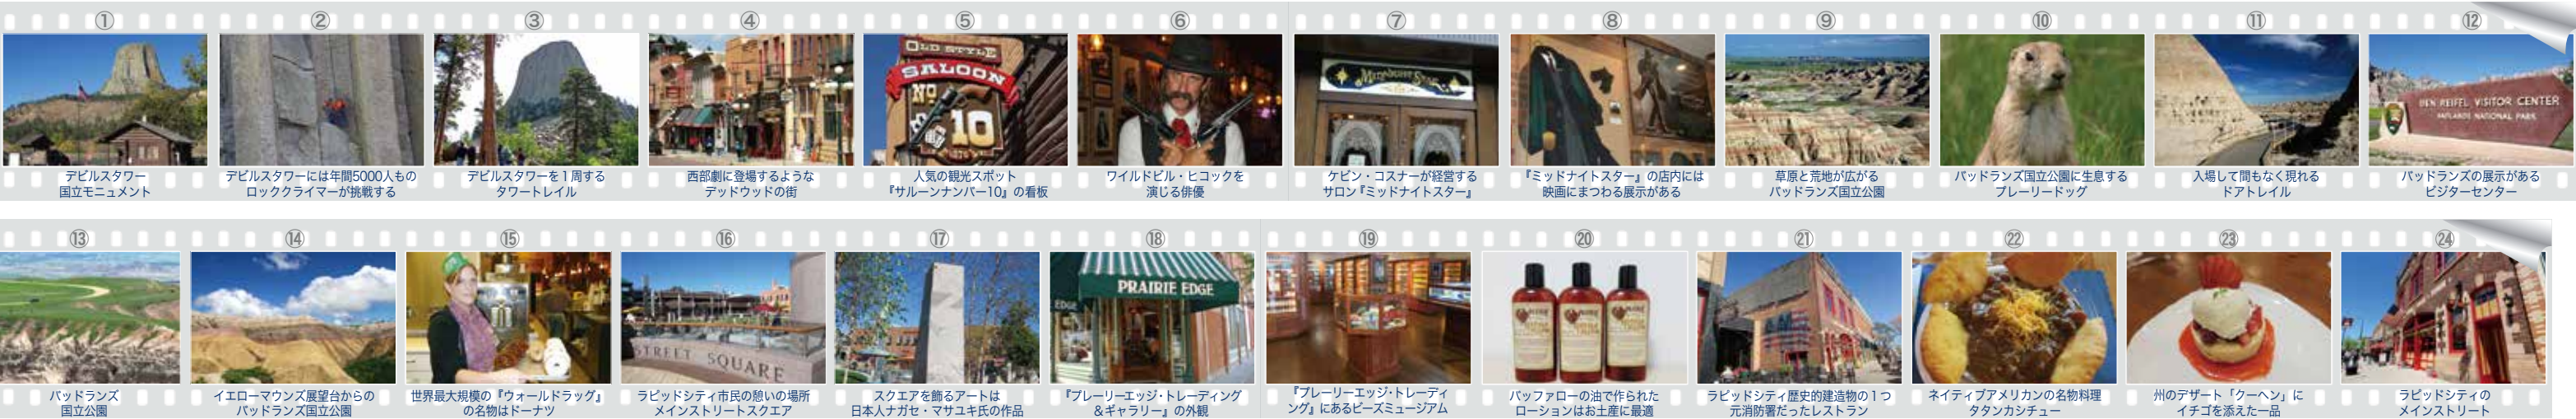 ① ② ③ ④ ⑤ ⑥ ⑦ ⑧ ⑨ ⑩ ⑪ ⑫
OLD STYLE
SALOON
No
10
MIDNIGHT STAR
BEN REIFEL VISITOR CENTER
BADLANDS NATIONAL PARK
デビルスタワー
国立モニュメント
デビルスタワーには年間5000人もの
ロッククライマーが挑戦する
デビルスタワーを1周する
タワートレイル
西部劇に登場するような
デッドウッドの街
人気の観光スポット
『サルーンナンバー10』の看板
ワイルドビル・ヒコックを
演じる俳優
ケビン・コスナーが経営する
サロン『ミッドナイトスター』
『ミッドナイトスター』の店内には
映画にまつわる展示がある
草原と荒地が広がる
バッドランズ国立公園
バッドランズ国立公園に生息する
プレーリードッグ
入場して間もなく現れる
ドアトレイル
バッドランズの展示がある
ビジターセンター
⑬ ⑭ ⑮ ⑯ ⑰ ⑱ ⑲ ⑳ ㉑ ㉒ ㉓ ㉔
STREET SQUARE
PRAIRIE EDGE
EDGE
バッドランズ
国立公園
イエローマウンズ展望台からの
バッドランズ国立公園
世界最大規模の『ウォールドラッグ』
の名物はドーナツ
ラピッドシティ市民の憩いの場所
メインストリートスクエア
スクエアを飾るアートは
日本人ナガセ・マサユキ氏の作品
『プレーリーエッジ・トレーディング
＆ギャラリー』の外観
『プレーリーエッジ・トレーディ
ング』にあるビーズミュージアム
バッファローの油で作られた
ローションはお土産に最適
ラピッドシティ歴史的建造物の1つ
元消防署だったレストラン
ネイティブアメリカンの名物料理
タタンカシチュー
州のデザート「クーヘン」に
イチゴを添えた一品
ラピッドシティの
メインストリート